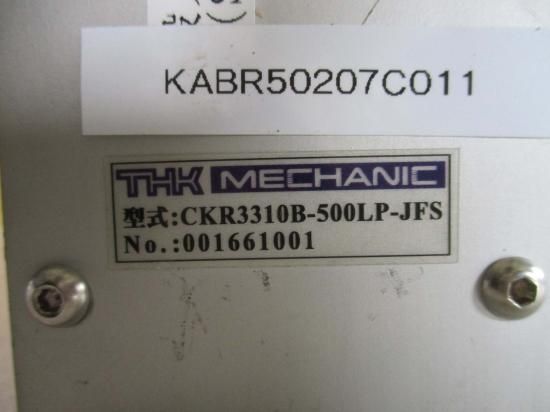 KABR50207C011
THK MECHANIC
型式:CKR3310B-500LP-JFS
No.:001661001